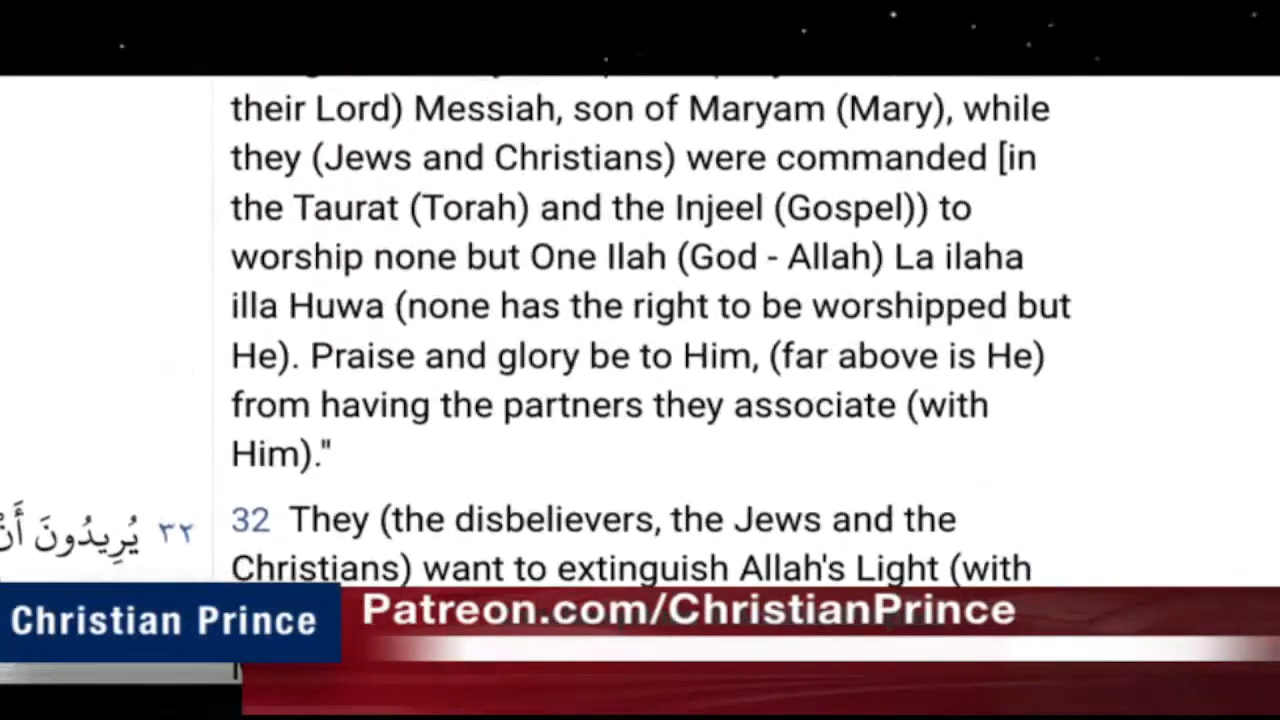 their Lord) Messiah, son of Maryam (Mary), while
they (Jews and Christians) were commanded [in
the Taurat (Torah) and the Injeel (Gospel)) to
worship none but One Ilah (God - Allah) La ilaha
illa Huwa (none has the right to be worshipped but
He). Praise and glory be to Him, (far above is He)
from having the partners they associate (with
Him)."
32 They (the disbelievers, the Jews and the
Christians) want to extinguish Allah's Light (with
٣٢ يُرِيدُونَ
Christian Prince
Patreon.com/ChristianPrince